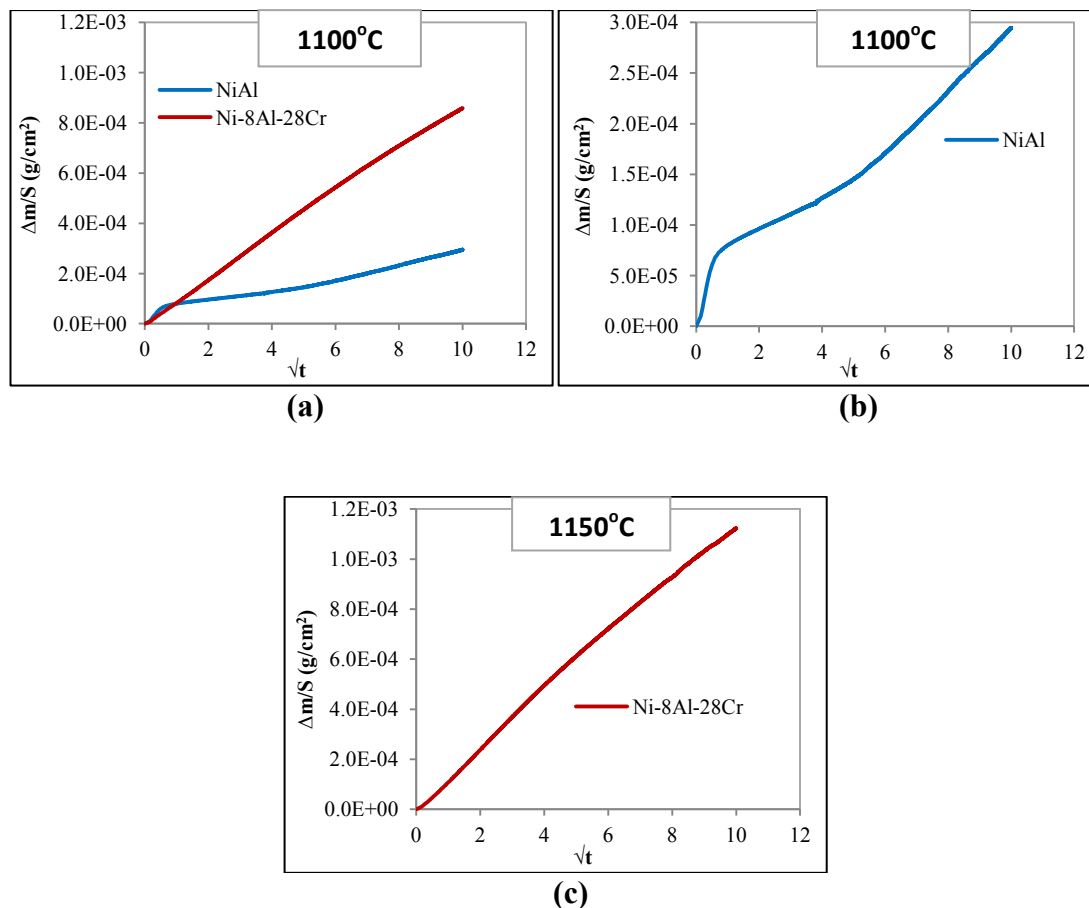 1100°C
1.2E-03
1.0E-03
8.0E-04
6.0E-04
4.0E-04
2.0E-04
0.0E+00
Δm/S (g/cm²)
NiAl
Ni-8Al-28Cr
0 2 4 6 8 10 12
√t
(a)
1100°C
3.0E-04
2.5E-04
2.0E-04
1.5E-04
1.0E-04
5.0E-05
0.0E+00
Δm/S (g/cm²)
NiAl
0 2 4 6 8 10 12
√t
(b)
1150°C
1.2E-03
1.0E-03
8.0E-04
6.0E-04
4.0E-04
2.0E-04
0.0E+00
Δm/S (g/cm²)
Ni-8Al-28Cr
0 2 4 6 8 10 12
√t
(c)